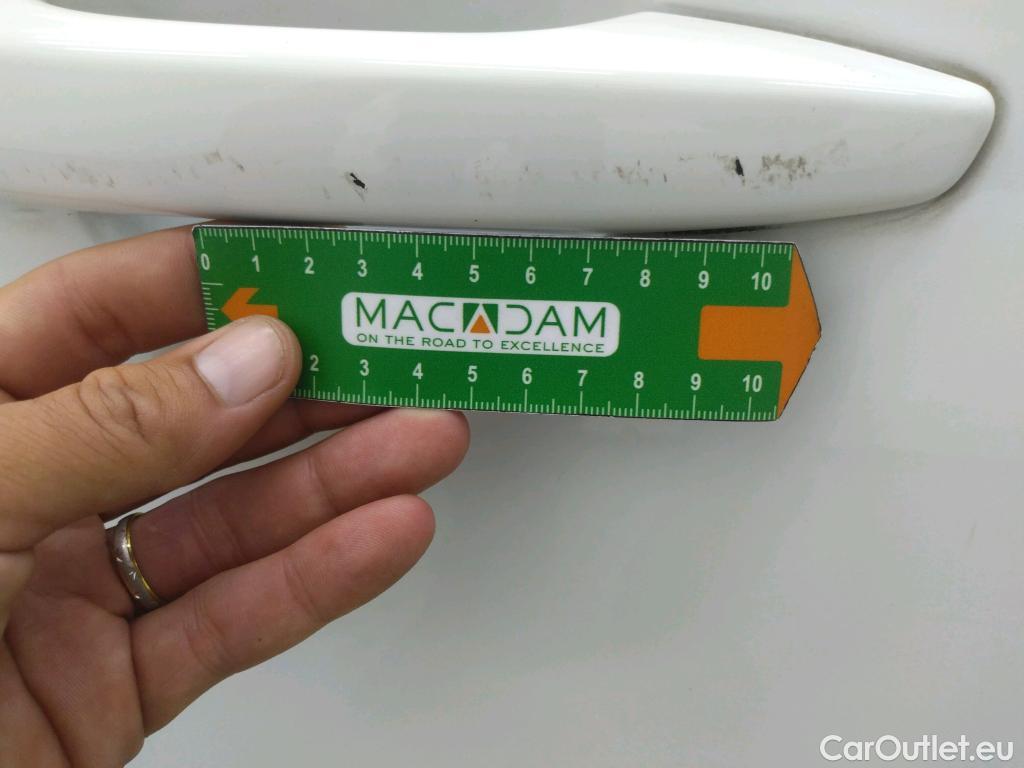 0 1 2 3 4 5 6 7 8 9 10
MACADAM
ON THE ROAD TO EXCELLENCE
2 3 4 5 6 7 8 9 10
CarOutlet.eu